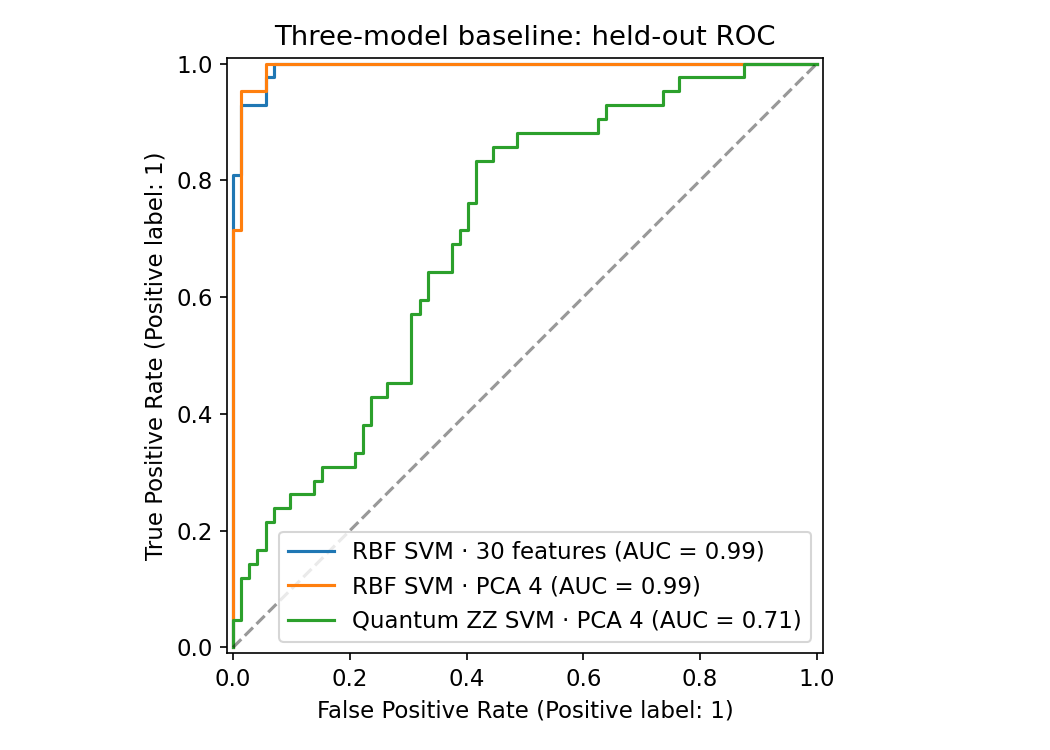 Three-model baseline: held-out ROC
True Positive Rate (Positive label: 1)
1.0
0.8
0.6
0.4
0.2
0.0
RBF SVM · 30 features (AUC = 0.99)
RBF SVM · PCA 4 (AUC = 0.99)
Quantum ZZ SVM · PCA 4 (AUC = 0.71)
0.0 0.2 0.4 0.6 0.8 1.0
False Positive Rate (Positive label: 1)